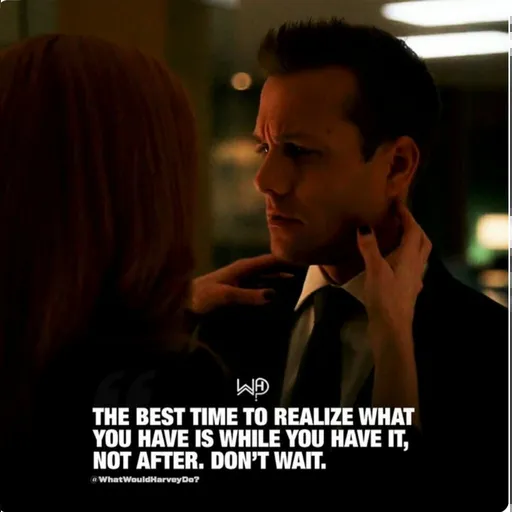 THE BEST TIME TO REALIZE WHAT
YOU HAVE IS WHILE YOU HAVE IT,
NOT AFTER. DON'T WAIT.
@WhatWouldHarveyDo?